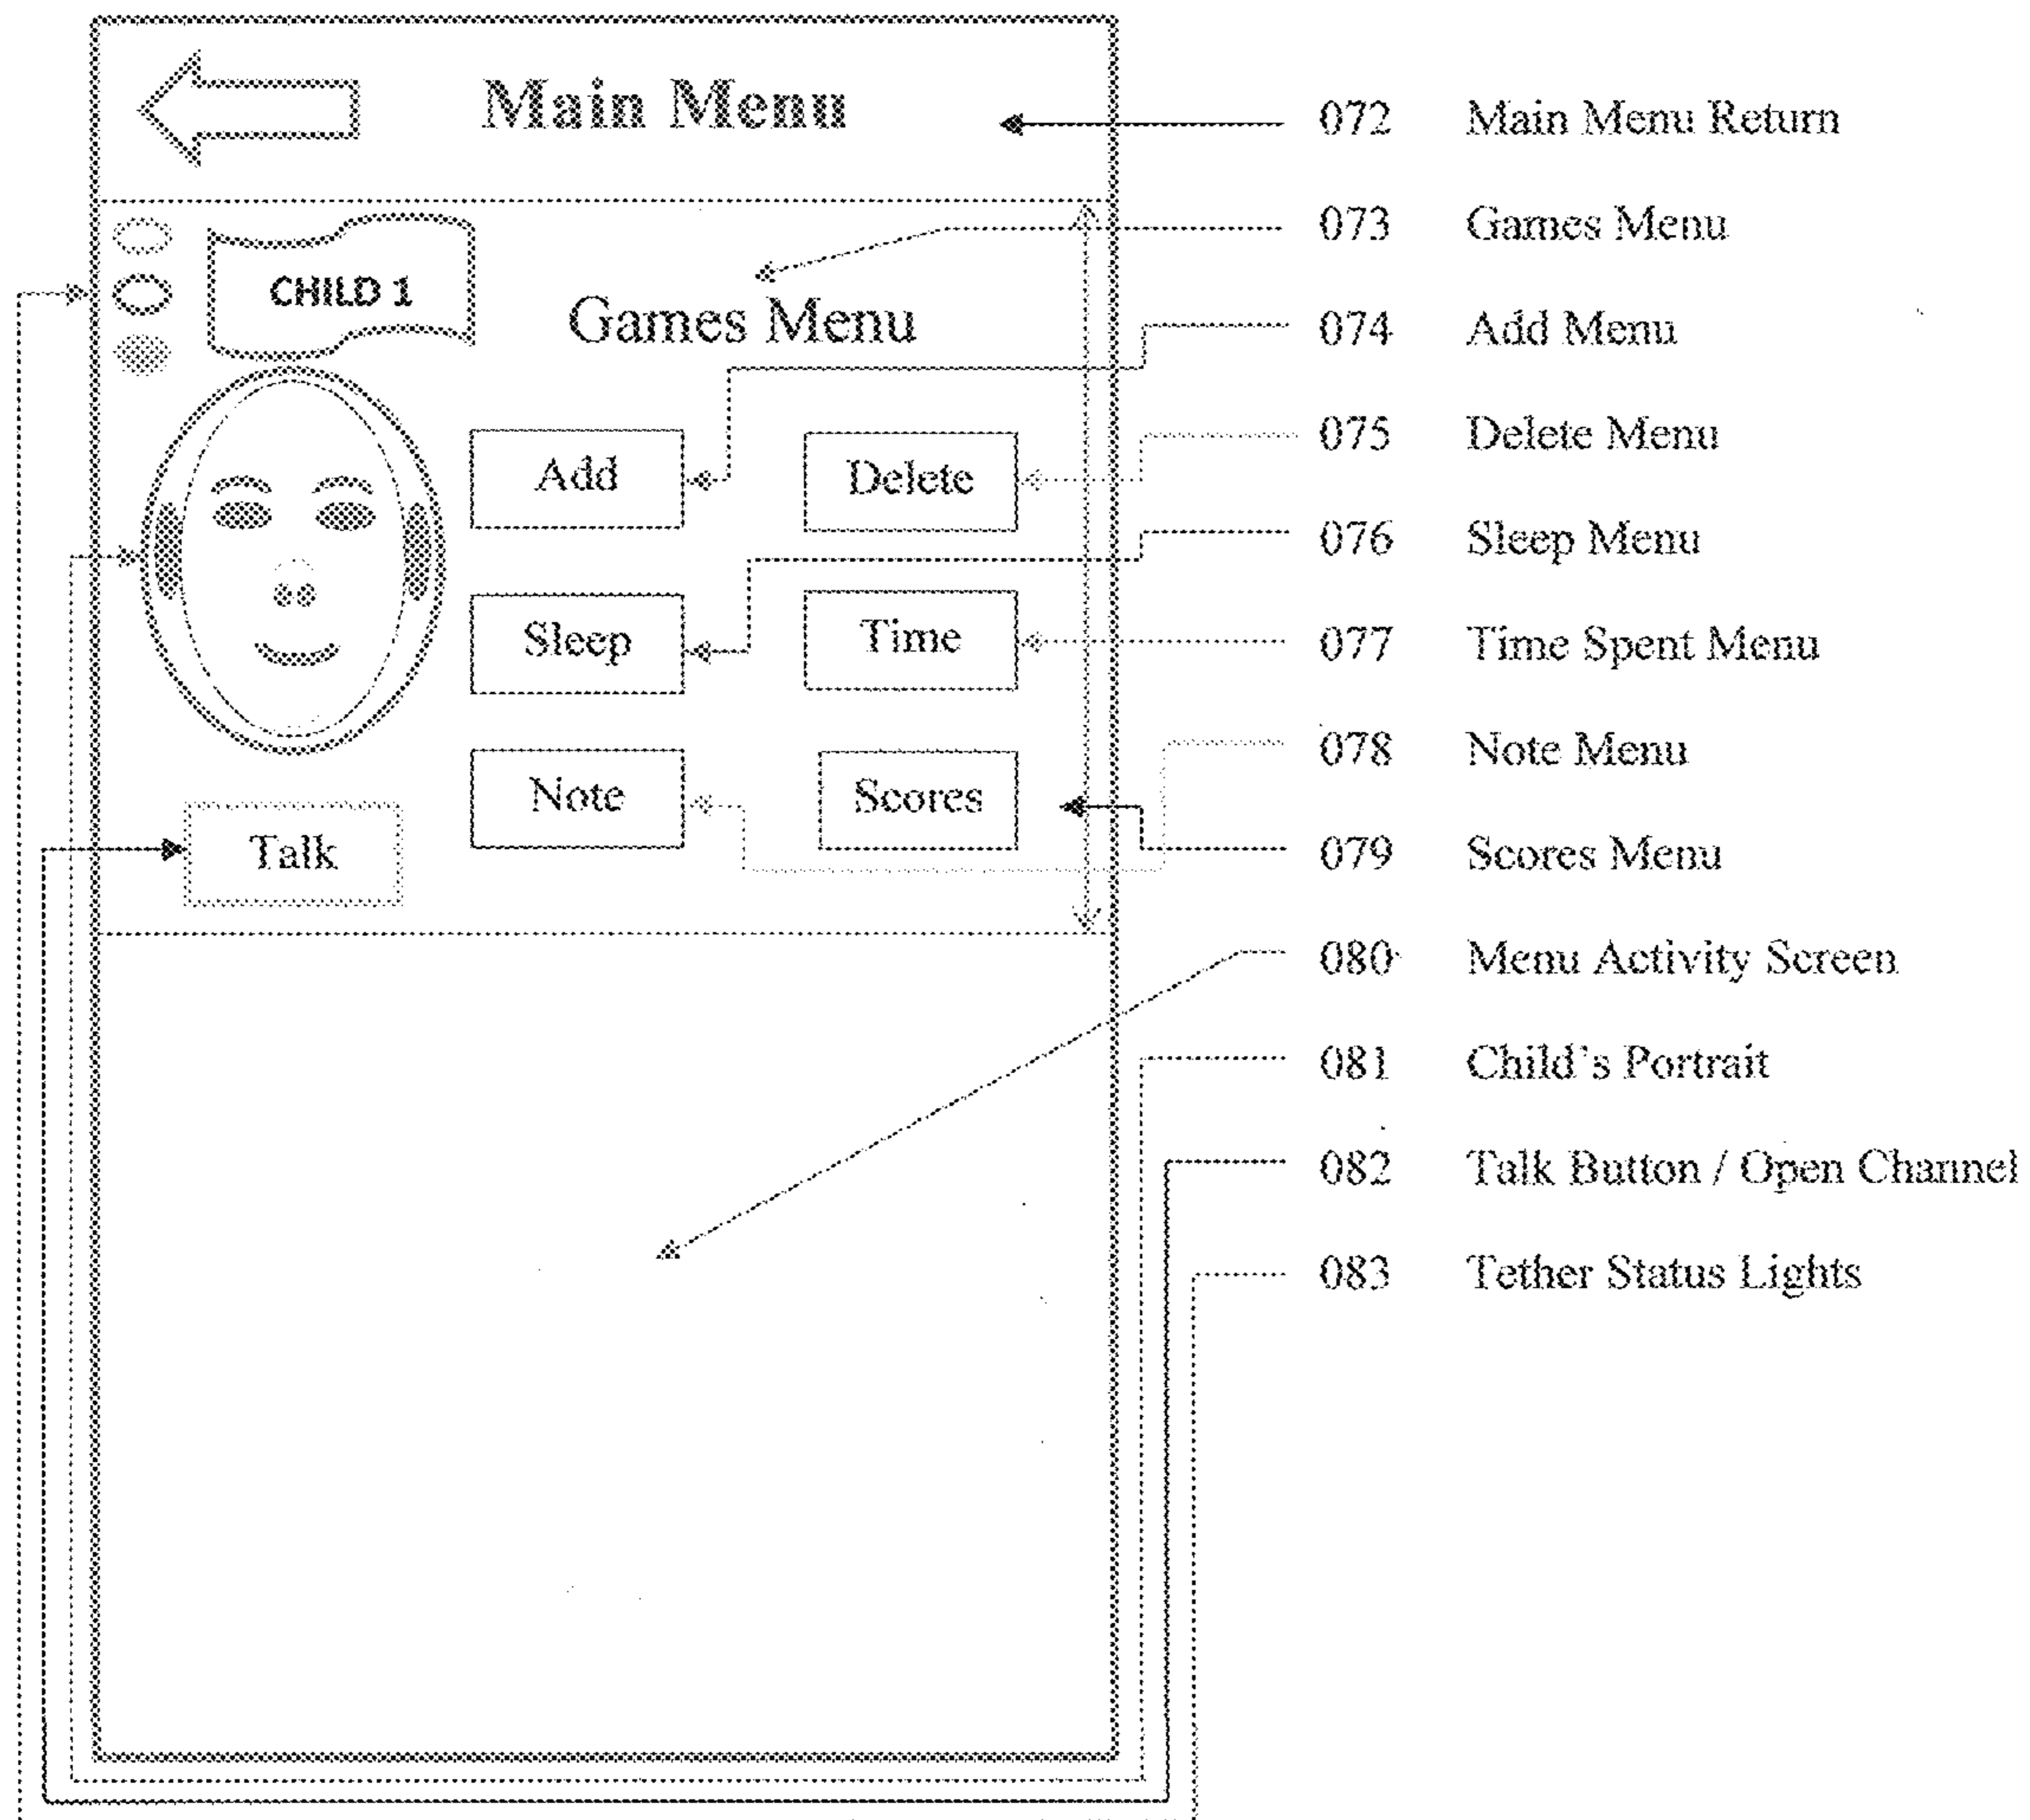 Main Menu
CHILD 1
Games Menu
Add
Delete
Sleep
Time
Note
Scores
Talk
072 Main Menu Return
073 Games Menu
074 Add Menu
075 Delete Menu
076 Sleep Menu
077 Time Spent Menu
078 Note Menu
079 Scores Menu
080 Menu Activity Screen
081 Child's Portrait
082 Talk Button / Open Channel
083 Tether Status Lights